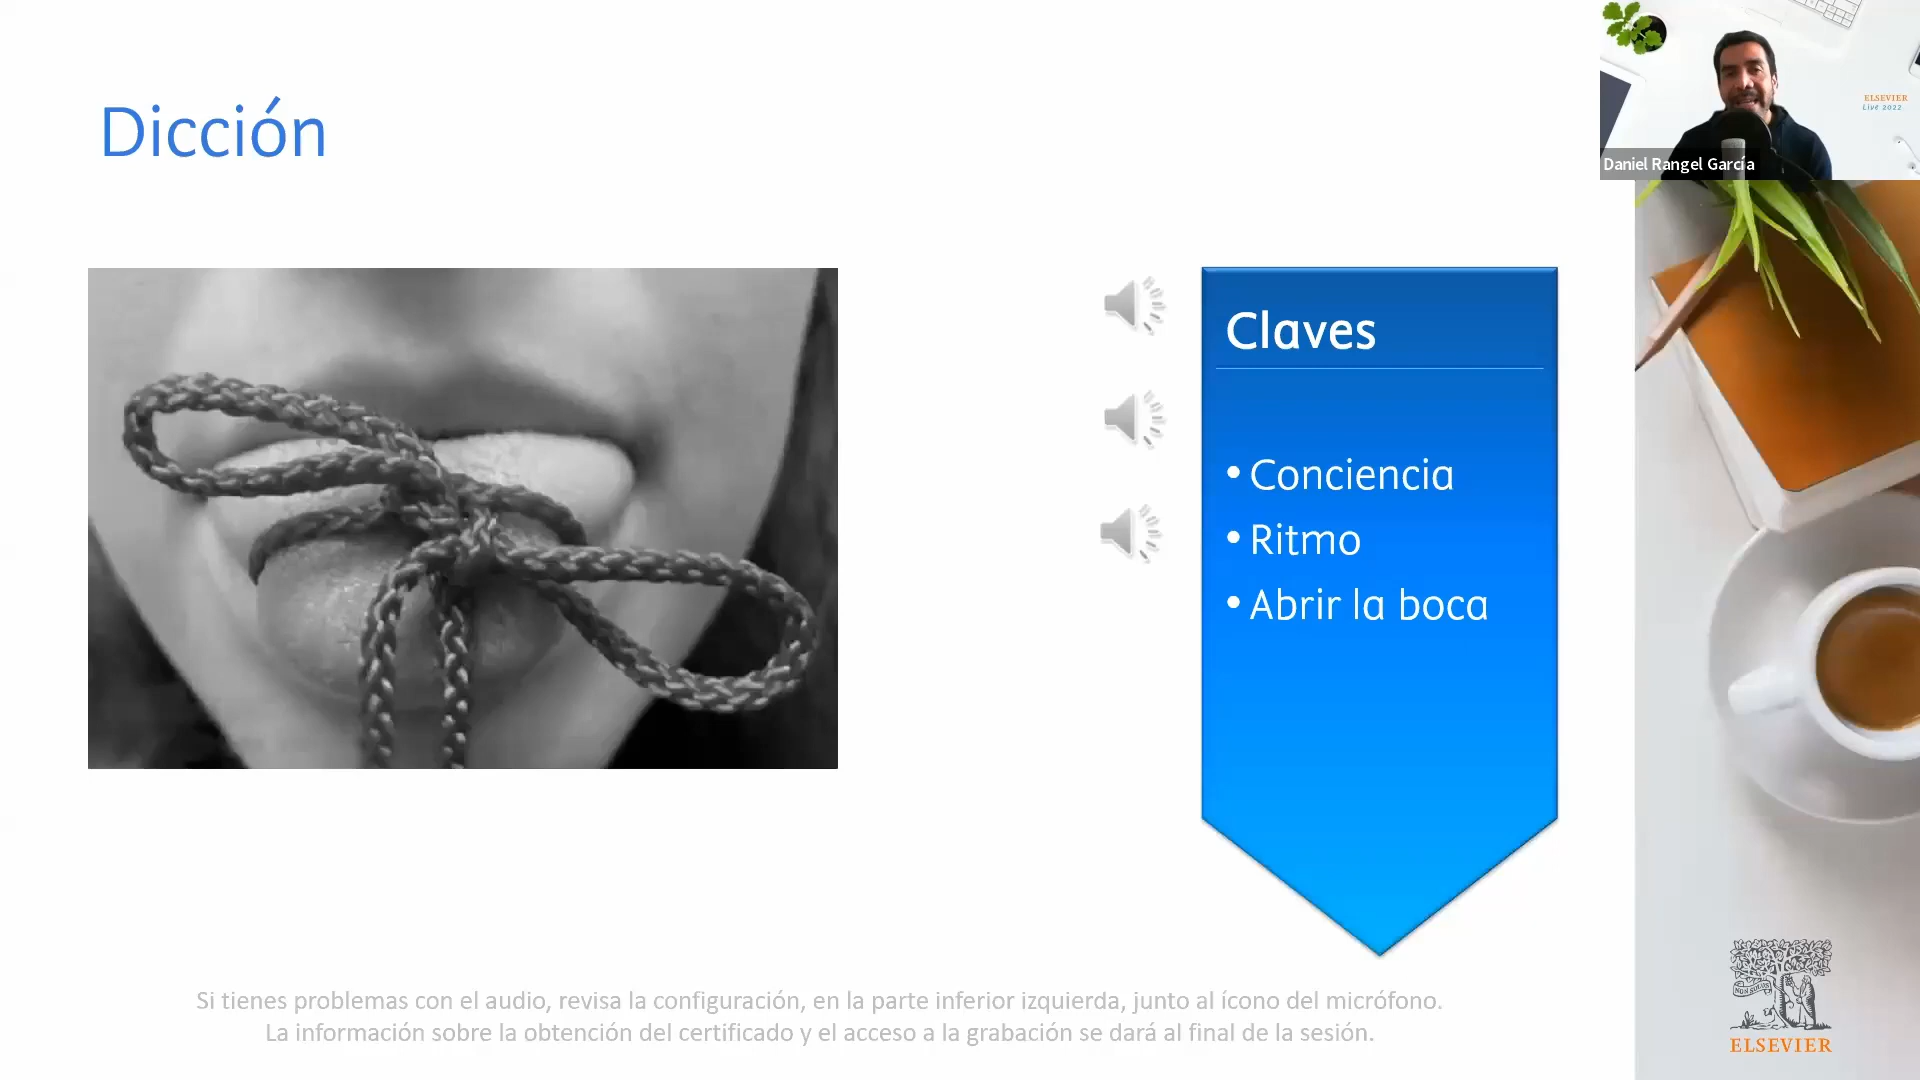 Dicción
ELSEVIER
Live 2022
Daniel Rangel García
Claves
• Conciencia
• Ritmo
• Abrir la boca
Si tienes problemas con el audio, revisa la configuración, en la parte inferior izquierda, junto al ícono del micrófono.
La información sobre la obtención del certificado y el acceso a la grabación se dará al final de la sesión.
NON SOLUS
ELSEVIER